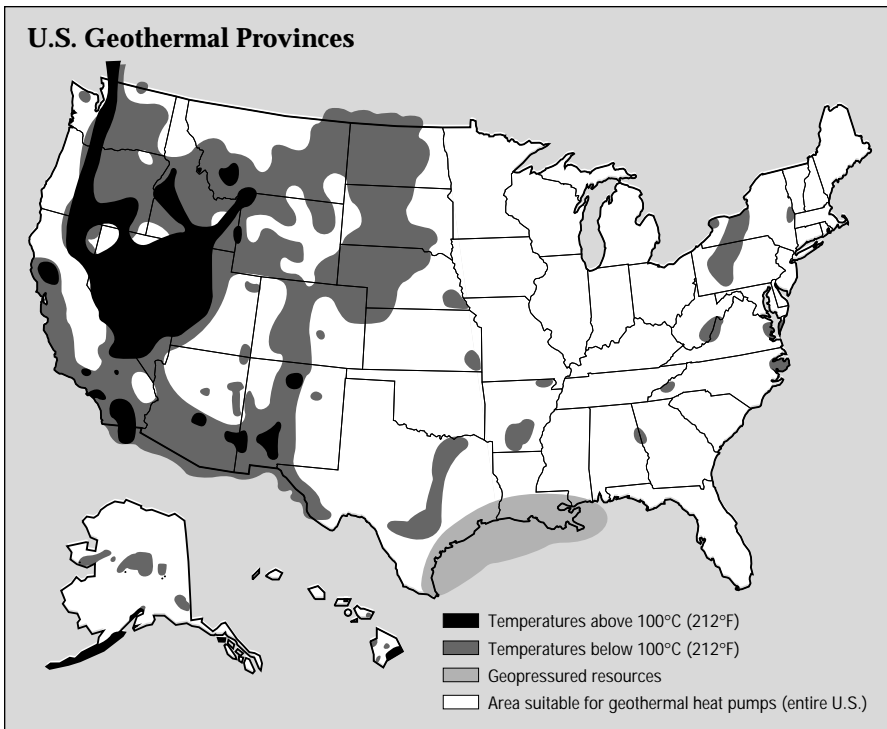 U.S. Geothermal Provinces
Temperatures above 100°C (212°F)
Temperatures below 100°C (212°F)
Geopressured resources
Area suitable for geothermal heat pumps (entire U.S.)